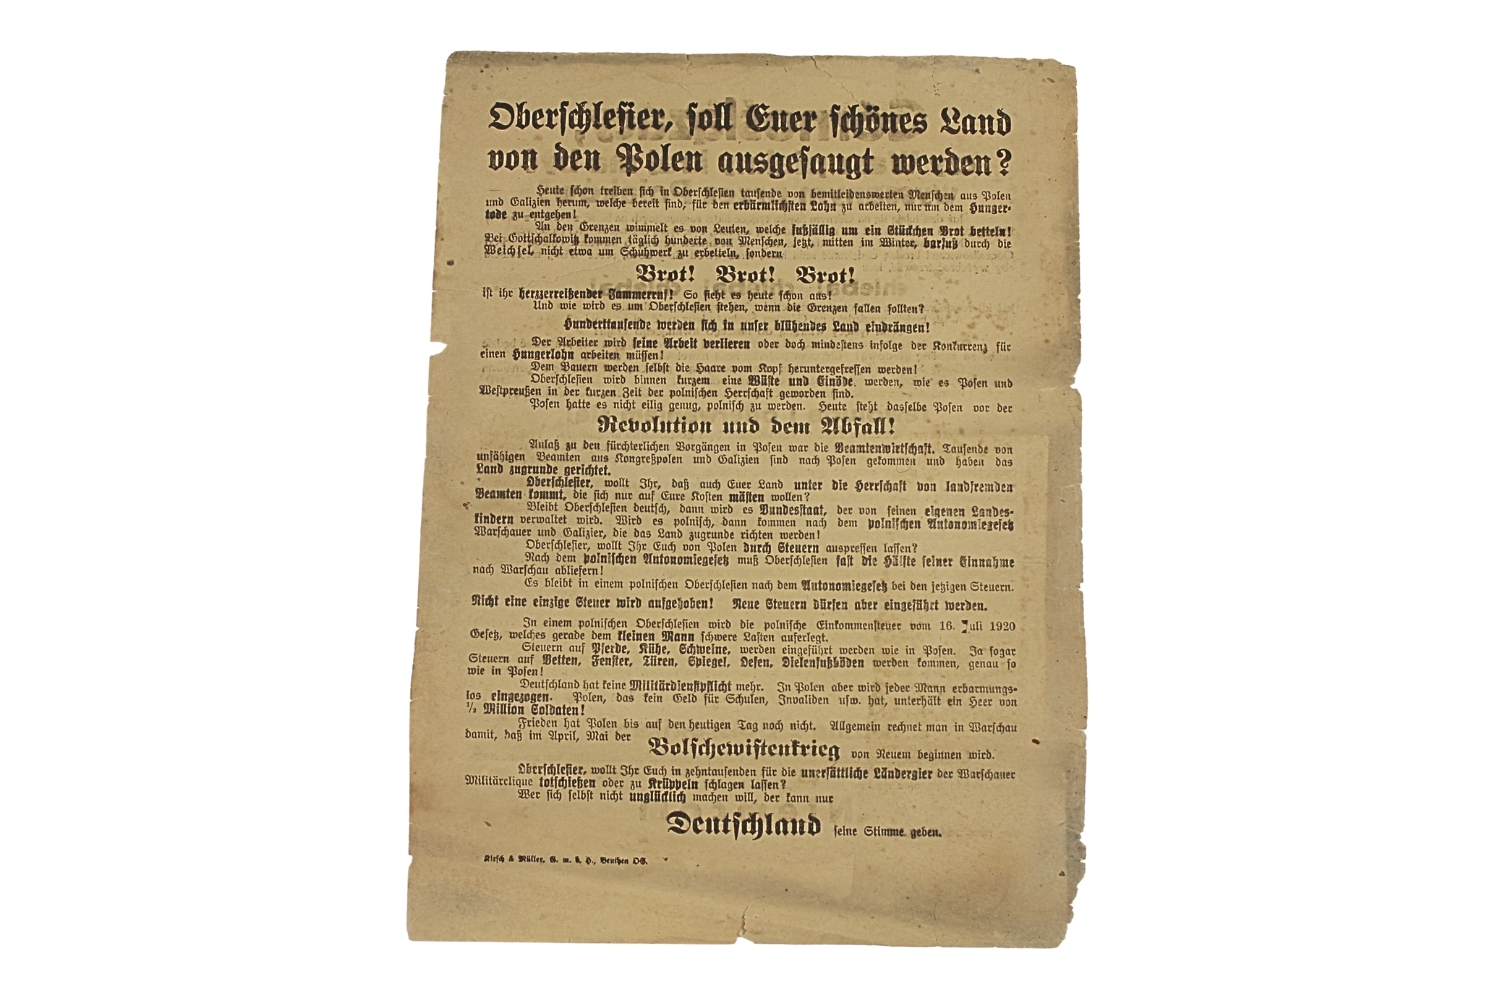 Oberschlesier, soll Euer schönes Land
von den Polen ausgesaugt werden?
Heute schon treiben sich in Oberschlesien tausende von bemitleidenswerten Menschen aus Polen
und Galizien herum, welche bereit sind, für den erbärmlichsten Lohn zu arbeiten, nur um dem Hunger-
tode zu entgehen!
An den Grenzen wimmelt es von Leuten, welche fußfällig um ein Stückchen Brot betteln!
Bei Gottschalkowitz kommen täglich hunderte von Menschen, jetzt, mitten im Winter, barfuß durch die
Weichsel, nicht etwa um Schuhwerk zu erbetteln, sondern
Brot! Brot! Brot!
ist ihr herzzerreißender Jammerruf! So sieht es heute schon aus!
Und wie wird es um Oberschlesien stehen, wenn die Grenzen fallen sollten?
Hunderttausende werden sich in unser blühendes Land eindrängen!
Der Arbeiter wird seine Arbeit verlieren oder doch mindestens infolge der Konkurrenz für
einen Hungerlohn arbeiten müssen!
Dem Bauern werden selbst die Haare vom Kopf heruntergefressen werden!
Oberschlesien wird binnen kurzem eine Wüste und Einöde werden, wie es Posen und
Westpreußen in der kurzen Zeit der polnischen Herrschaft geworden sind.
Posen hatte es nicht eilig genug, polnisch zu werden. Heute steht dasselbe Posen vor der
Revolution und dem Abfall!
Anlaß zu den fürchterlichen Vorgängen in Posen war die Beamtenwirtschaft. Tausende von
unfähigen Beamten aus Kongreßpolen und Galizien sind nach Posen gekommen und haben das
Land zugrunde gerichtet.
Oberschlesier, wollt Ihr, daß auch Euer Land unter die Herrschaft von landfremden
Beamten kommt, die sich nur auf Eure Kosten mästen wollen?
Bleibt Oberschlesien deutsch, dann wird es Bundesstaat, der von seinen eigenen Landes-
kindern verwaltet wird. Wird es polnisch, dann kommen nach dem polnischen Autonomiegesetz
Warschauer und Galizier, die das Land zugrunde richten werden!
Oberschlesier, wollt Ihr Euch von Polen durch Steuern auspressen lassen?
Nach dem polnischen Autonomiegesetz muß Oberschlesien fast die Hälfte seiner Einnahme
nach Warschau abliefern!
Es bleibt in einem polnischen Oberschlesien nach dem Autonomiegesetz bei den jetzigen Steuern.
Nicht eine einzige Steuer wird aufgehoben! Neue Steuern dürfen aber eingeführt werden.
In einem polnischen Oberschlesien wird die polnische Einkommensteuer vom 16. Juli 1920
Gesetz, welches gerade dem kleinen Mann schwere Lasten auferlegt.
Steuern auf Pferde, Kühe, Schweine, werden eingeführt werden wie in Posen. Ja sogar
Steuern auf Betten, Fenster, Türen, Spiegel, Oefen, Dielenfußböden werden kommen, genau so
wie in Posen!
Deutschland hat keine Militärdienstpflicht mehr. In Polen aber wird jeder Mann erbarmungs-
los eingezogen. Polen, das kein Geld für Schulen, Invaliden usw. hat, unterhält ein Heer von
½ Million Soldaten!
Frieden hat Polen bis auf den heutigen Tag noch nicht. Allgemein rechnet man in Warschau
damit, daß im April, Mai der Bolschewistenkrieg von Neuem beginnen wird.
Oberschlesier, wollt Ihr Euch in zehntausenden für die unersättliche Ländergier der Warschauer
Militärclique totschießen oder zu Krüppeln schlagen lassen?
Wer sich selbst nicht unglücklich machen will, der kann nur
Deutschland seine Stimme geben.
Kirsch & Müller, G. m. b. H., Beuthen OS.